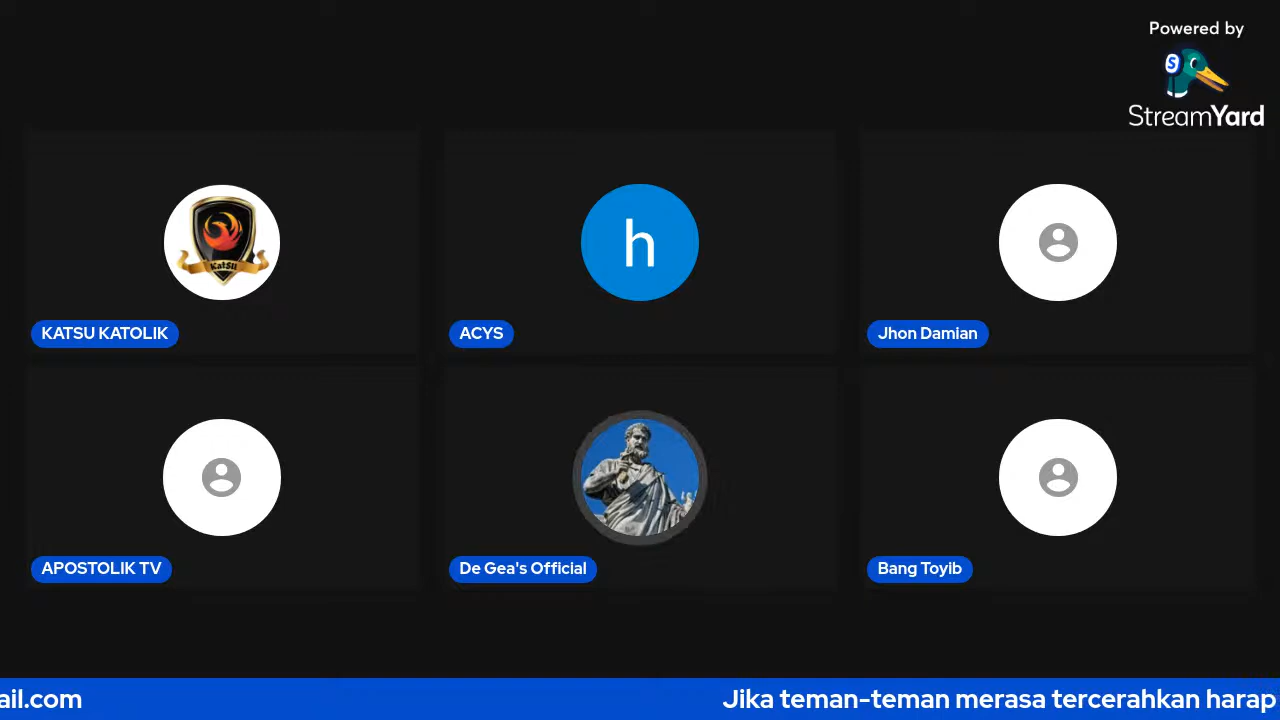 Powered by
S
StreamYard
KatSU
h
KATSU KATOLIK
ACYS
Jhon Damian
APOSTOLIK TV
De Gea's Official
Bang Toyib
ail.com
Jika teman-teman merasa tercerahkan harap